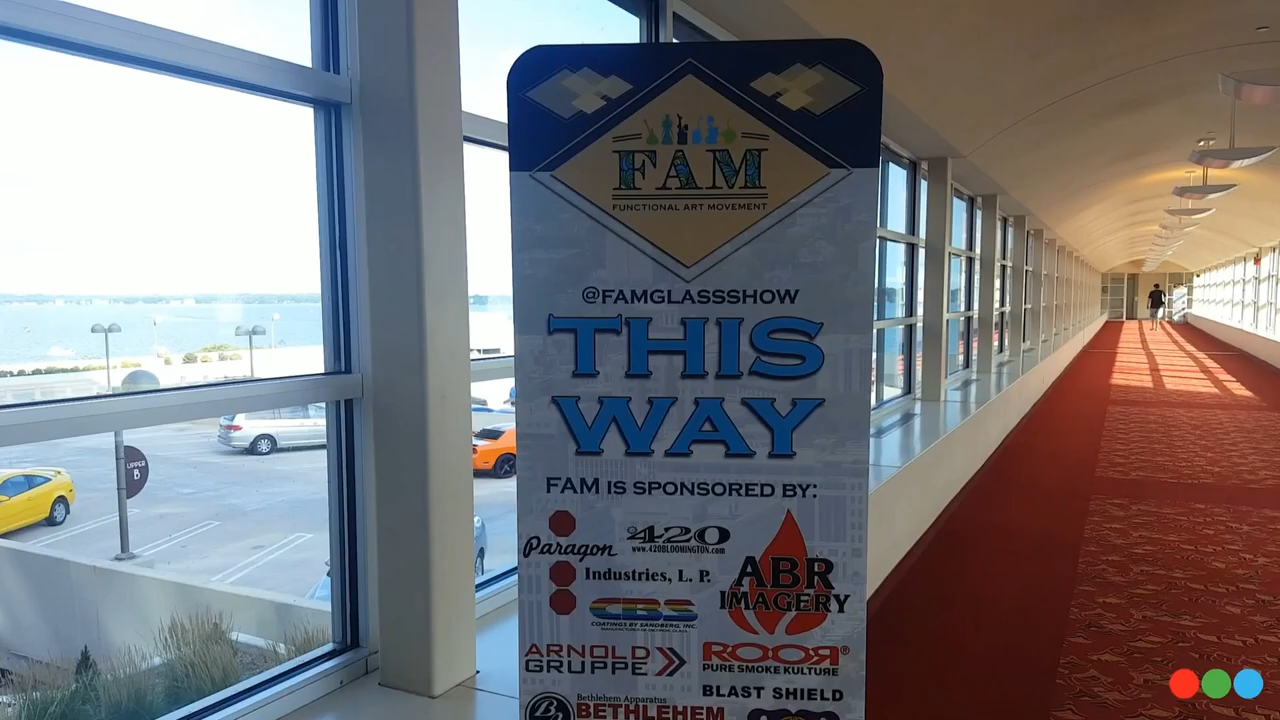 FAM
FUNCTIONAL ART MOVEMENT
@FAMGLASSSHOW
THIS
WAY
FAM IS SPONSORED BY:
Paragon
Industries, L. P.
420
www.420BLOOMINGTON.com
ABR
IMAGERY
CBS
COATINGS BY SANDBERG, INC.
ARNOLD
GRUPPE
ROOR®
PURE SMOKE KULTURE
Bethlehem Apparatus
BETHLEHEM
BLAST SHIELD
UPPER
B